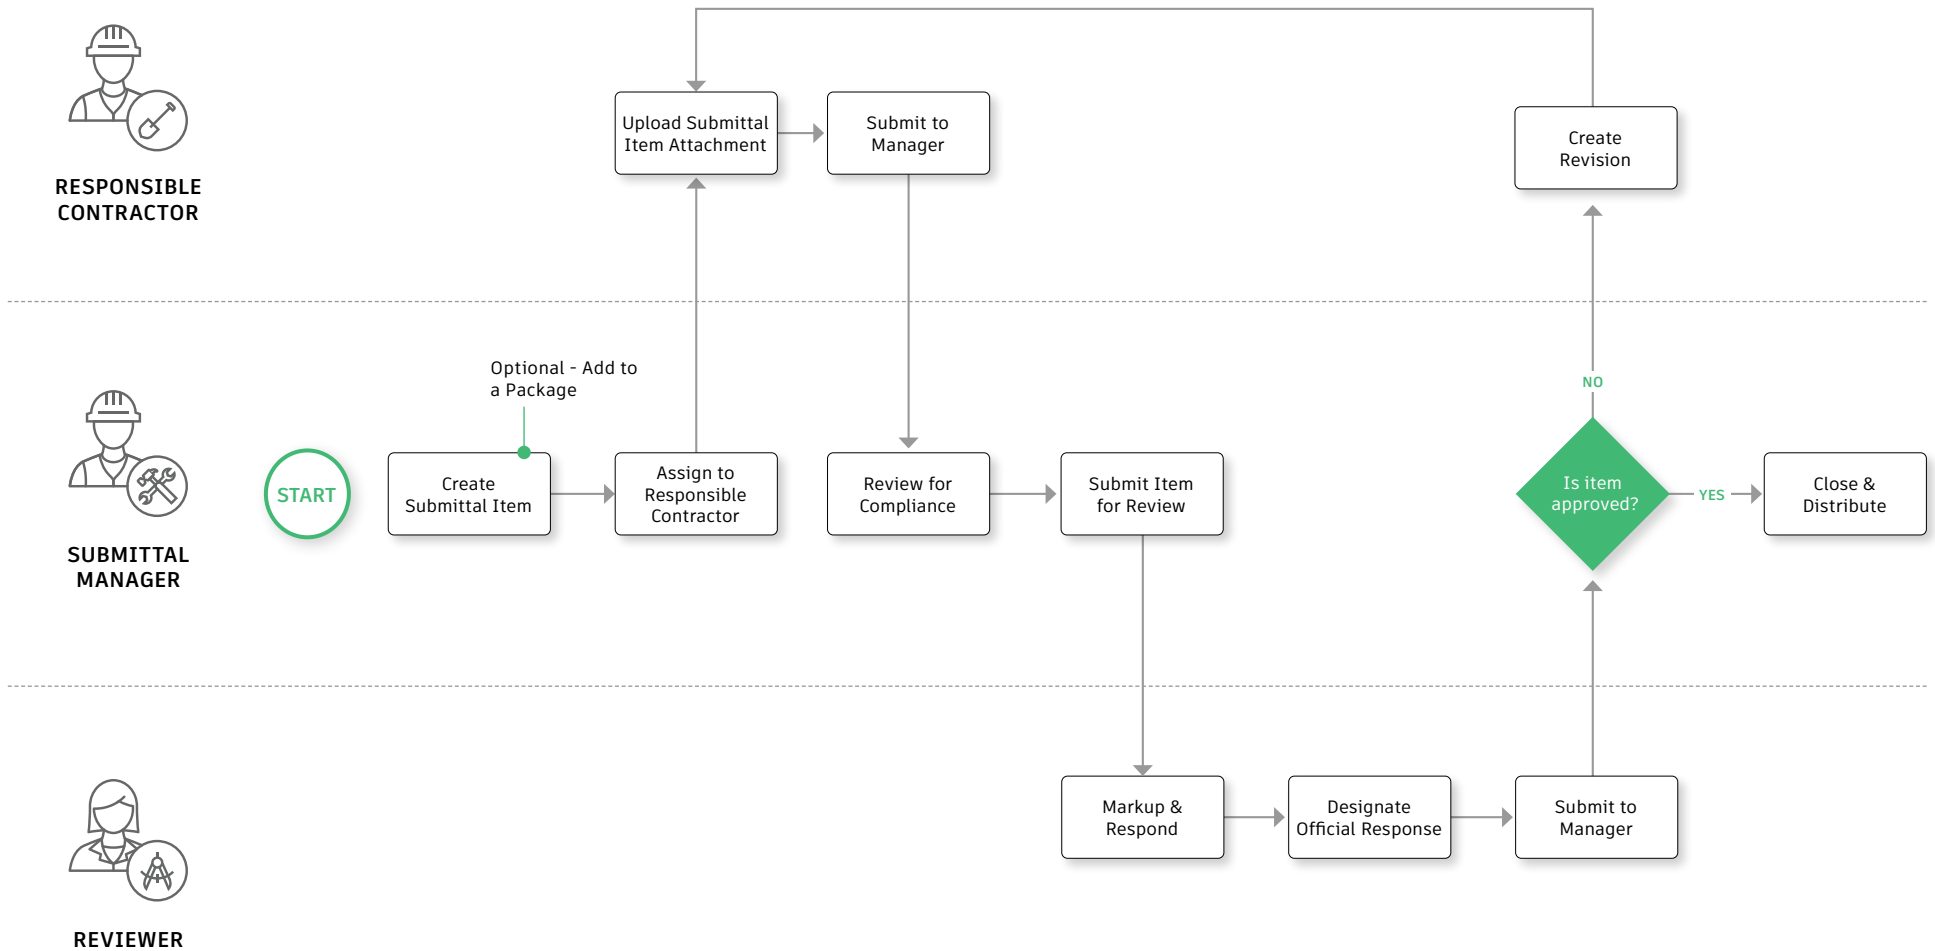 Upload Submittal
Item Attachment
Submit to
Manager
Create
Revision
RESPONSIBLE
CONTRACTOR
Optional - Add to
a Package
NO
START
Create
Submittal Item
Assign to
Responsible
Contractor
Review for
Compliance
Submit Item
for Review
Is item
approved?
YES
Close &
Distribute
SUBMITTAL
MANAGER
Markup &
Respond
Designate
Official Response
Submit to
Manager
REVIEWER